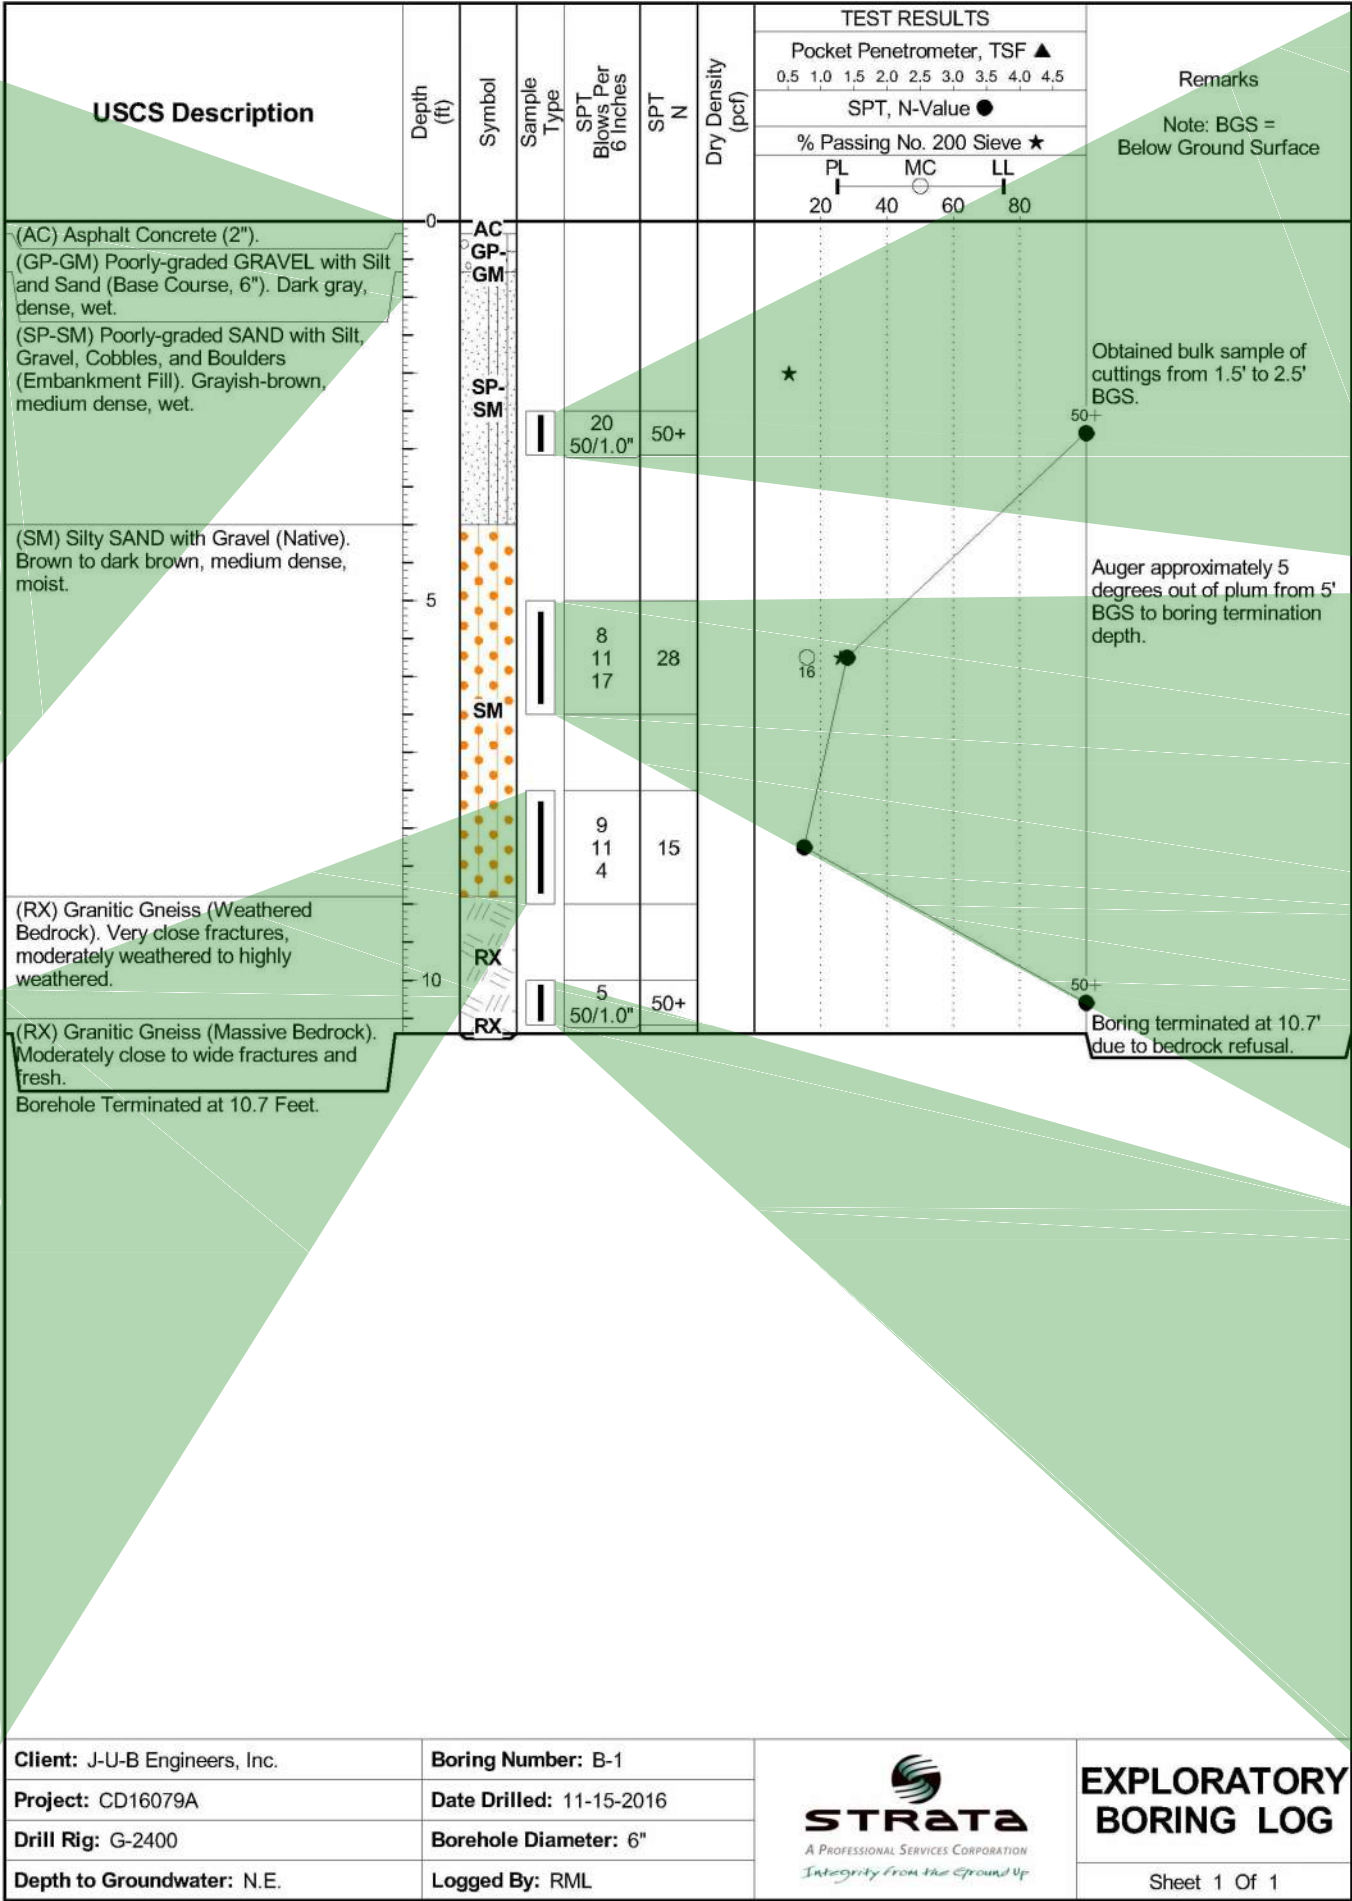 USCS Description
Depth
(ft)
Symbol
Sample
Type
SPT
Blows Per
6 Inches
SPT
N
Dry Density
(pcf)
TEST RESULTS
Pocket Penetrometer, TSF ▲
0.5 1.0 1.5 2.0 2.5 3.0 3.5 4.0 4.5
SPT, N-Value ●
% Passing No. 200 Sieve ★
PL MC LL
20 40 60 80
Remarks
Note: BGS =
Below Ground Surface
0
(AC) Asphalt Concrete (2").
(GP-GM) Poorly-graded GRAVEL with Silt
and Sand (Base Course, 6"). Dark gray,
dense, wet.
(SP-SM) Poorly-graded SAND with Silt,
Gravel, Cobbles, and Boulders
(Embankment Fill). Grayish-brown,
medium dense, wet.
AC
GP-
GM
SP-
SM
20
50/1.0"
50+
50+
Obtained bulk sample of
cuttings from 1.5' to 2.5'
BGS.
(SM) Silty SAND with Gravel (Native).
Brown to dark brown, medium dense,
moist.
5
SM
8
11
17
28
16
Auger approximately 5
degrees out of plum from 5'
BGS to boring termination
depth.
9
11
4
15
(RX) Granitic Gneiss (Weathered
Bedrock). Very close fractures,
moderately weathered to highly
weathered.
10
RX
5
50/1.0"
50+
50+
(RX) Granitic Gneiss (Massive Bedrock).
Moderately close to wide fractures and
fresh.
RX
Boring terminated at 10.7'
due to bedrock refusal.
Borehole Terminated at 10.7 Feet.
Client: J-U-B Engineers, Inc.
Project: CD16079A
Drill Rig: G-2400
Depth to Groundwater: N.E.
Boring Number: B-1
Date Drilled: 11-15-2016
Borehole Diameter: 6"
Logged By: RML
STRATA
A PROFESSIONAL SERVICES CORPORATION
Integrity from the Ground Up
EXPLORATORY
BORING LOG
Sheet 1 Of 1